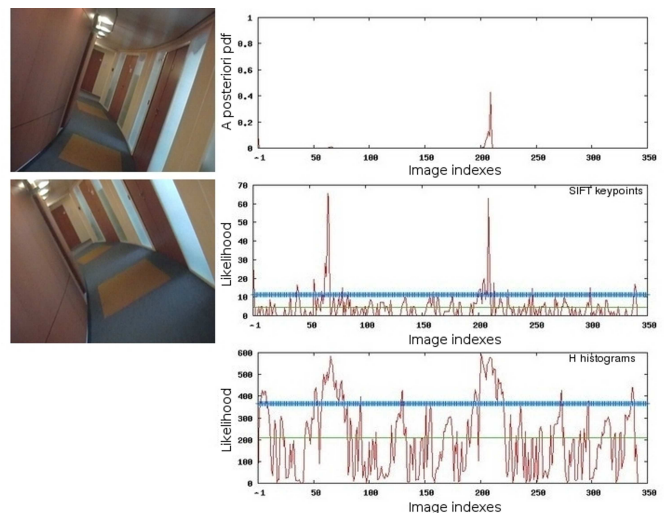 A posteriori pdf
1
0.8
0.6
0.4
0.2
0
-1 50 100 150 200 250 300 350
Image indexes
SIFT keypoints
Likelihood
70
60
50
40
30
20
10
0
-1 50 100 150 200 250 300 350
Image indexes
H histograms
Likelihood
600
500
400
300
200
100
0
-1 50 100 150 200 250 300 350
Image indexes